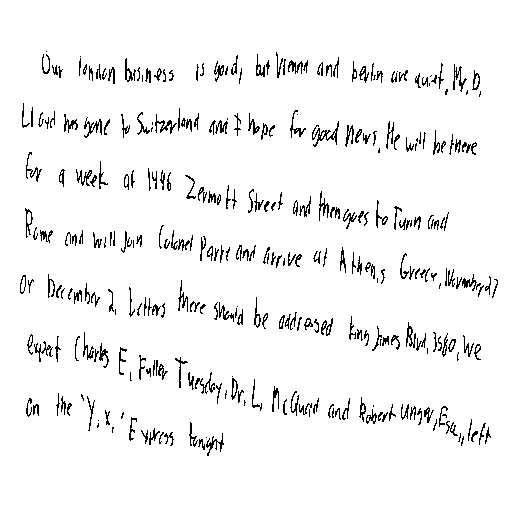 Our london business is good, but Vienna and berlin are quiet. Mr. D.
Lloyd has gone to Switzerland and I hope for good news. He will be there
for a week at 1496 Zermott Street and then goes to Turin and
Rome and will join Colonel Parre and arrive at Athens, Greece, November 27
or December 2. Letters there should be addressed King James Blvd. 3580. We
expect Charles E. Fuller Tuesday. Dr. L. McQuaid and Robert unger, Esq., left
on the 'Y.X.' Express tonight